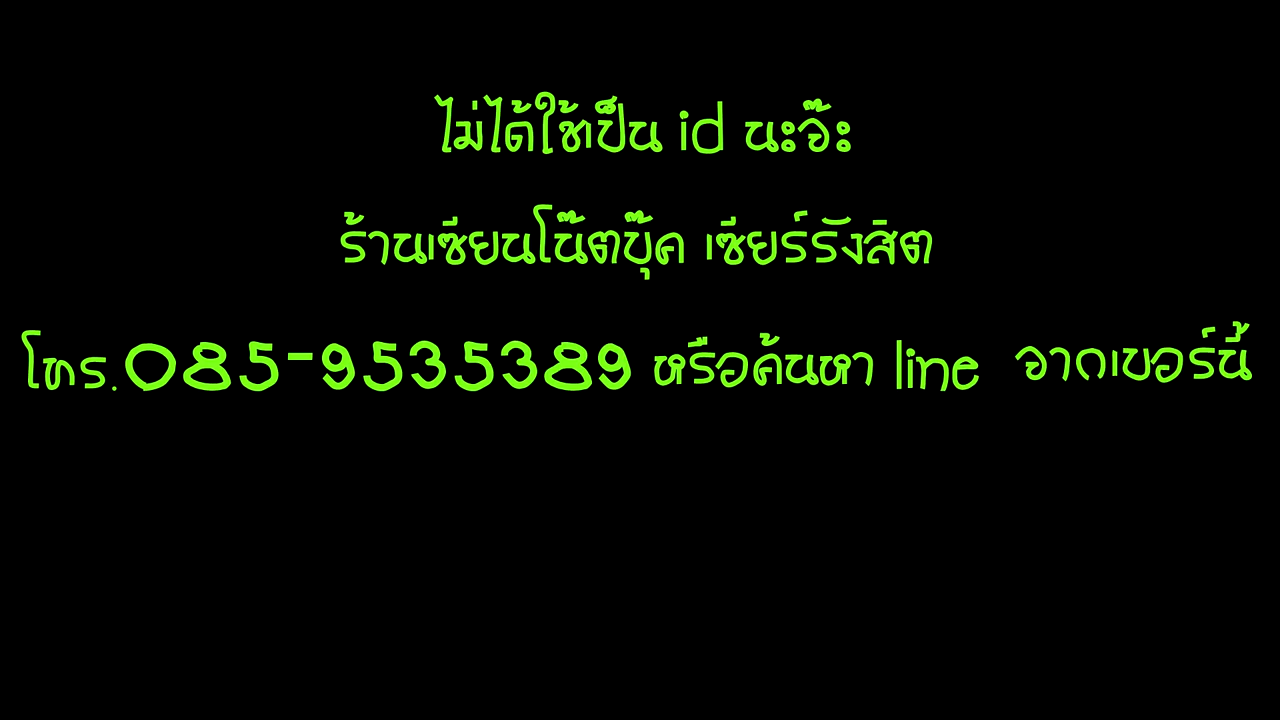 ไม่ได้ใช้เป็น id นะจ๊ะ
ร้านเซียนโน๊ตบุ๊ค เซียร์รังสิต
โทร.085-9535389 หรือค้นหา line จากเบอร์นี้